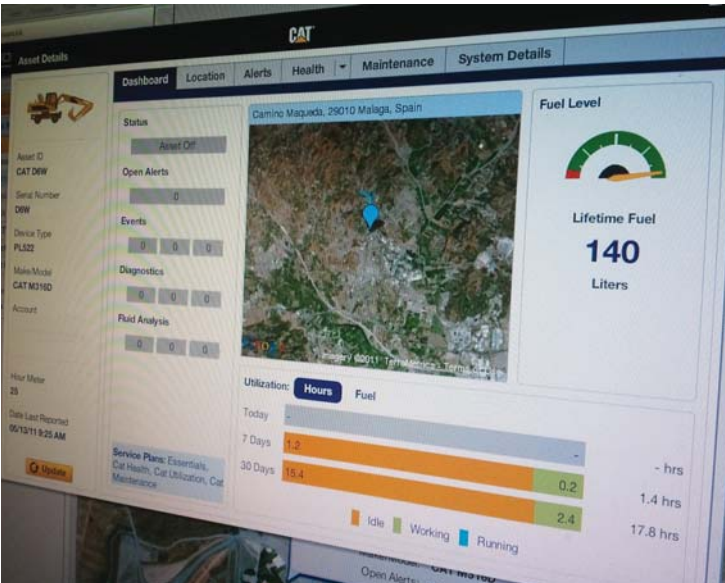 CAT
Asset Details
Dashboard Location Alerts Health Maintenance System Details
Asset ID
CAT D6W
Serial Number
D6W
Device Type
PL522
Make/Model
CAT M316D
Account
Hour Meter
25
Date Last Reported
05/13/11 9:25 AM
Update
Status
Asset Off
Open Alerts
0
Events
0 0 0
Diagnostics
0 0 0
Fluid Analysis
0 0 0
Service Plans: Essentials,
Cat Health, Cat Utilization, Cat
Maintenance
Camino Maqueda, 29010 Malaga, Spain
Imagery ©2011
Fuel Level
Lifetime Fuel
140
Liters
Utilization: Hours Fuel
Today - - - hrs
7 Days 1.2 0.2 1.4 hrs
30 Days 15.4 2.4 17.8 hrs
Idle Working Running
CAT M316D
Open Alerts: